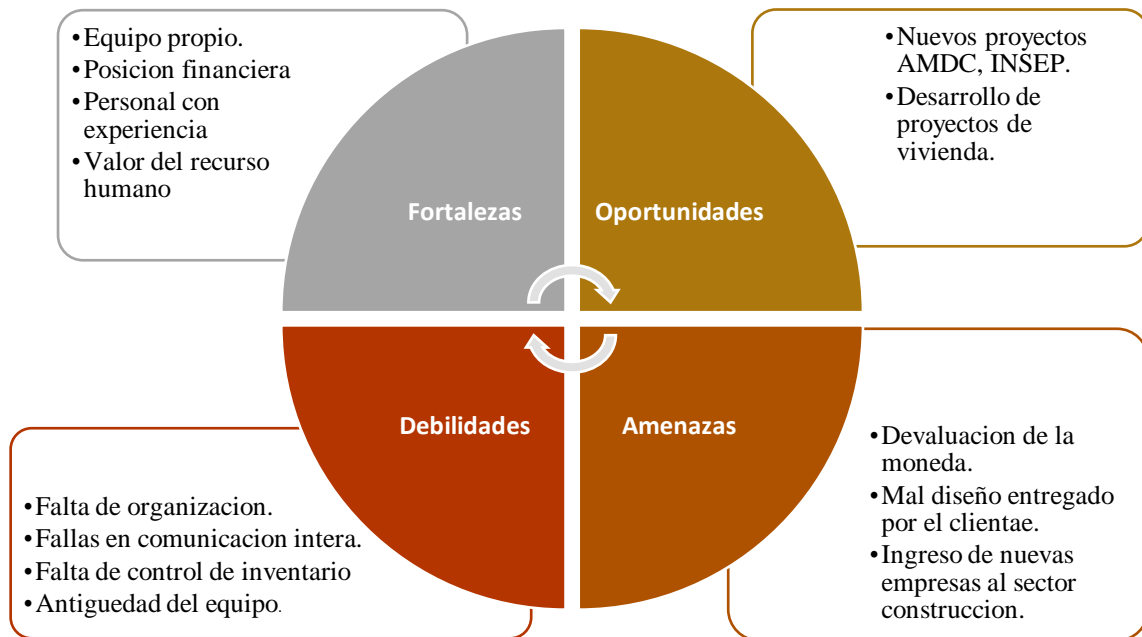 •Equipo propio.
•Posicion financiera
•Personal con
experiencia
•Valor del recurso
humano
•Nuevos proyectos
AMDC, INSEP.
•Desarrollo de
proyectos de
vivienda.
Fortalezas
Oportunidades
Debilidades
Amenazas
•Falta de organizacion.
•Fallas en comunicacion intera.
•Falta de control de inventario
•Antiguedad del equipo.
•Devaluacion de la
moneda.
•Mal diseño entregado
por el clientae.
•Ingreso de nuevas
empresas al sector
construccion.